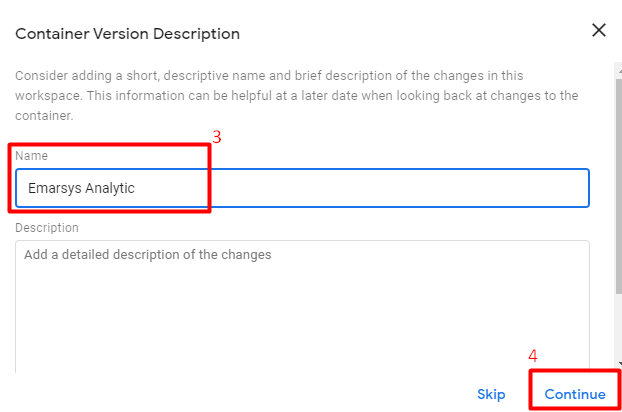 Container Version Description
Consider adding a short, descriptive name and brief description of the changes in this
workspace. This information can be helpful at a later date when looking back at changes to the
container.
3
Name
Emarsys Analytic
Description
Add a detailed description of the changes
4
Skip
Continue